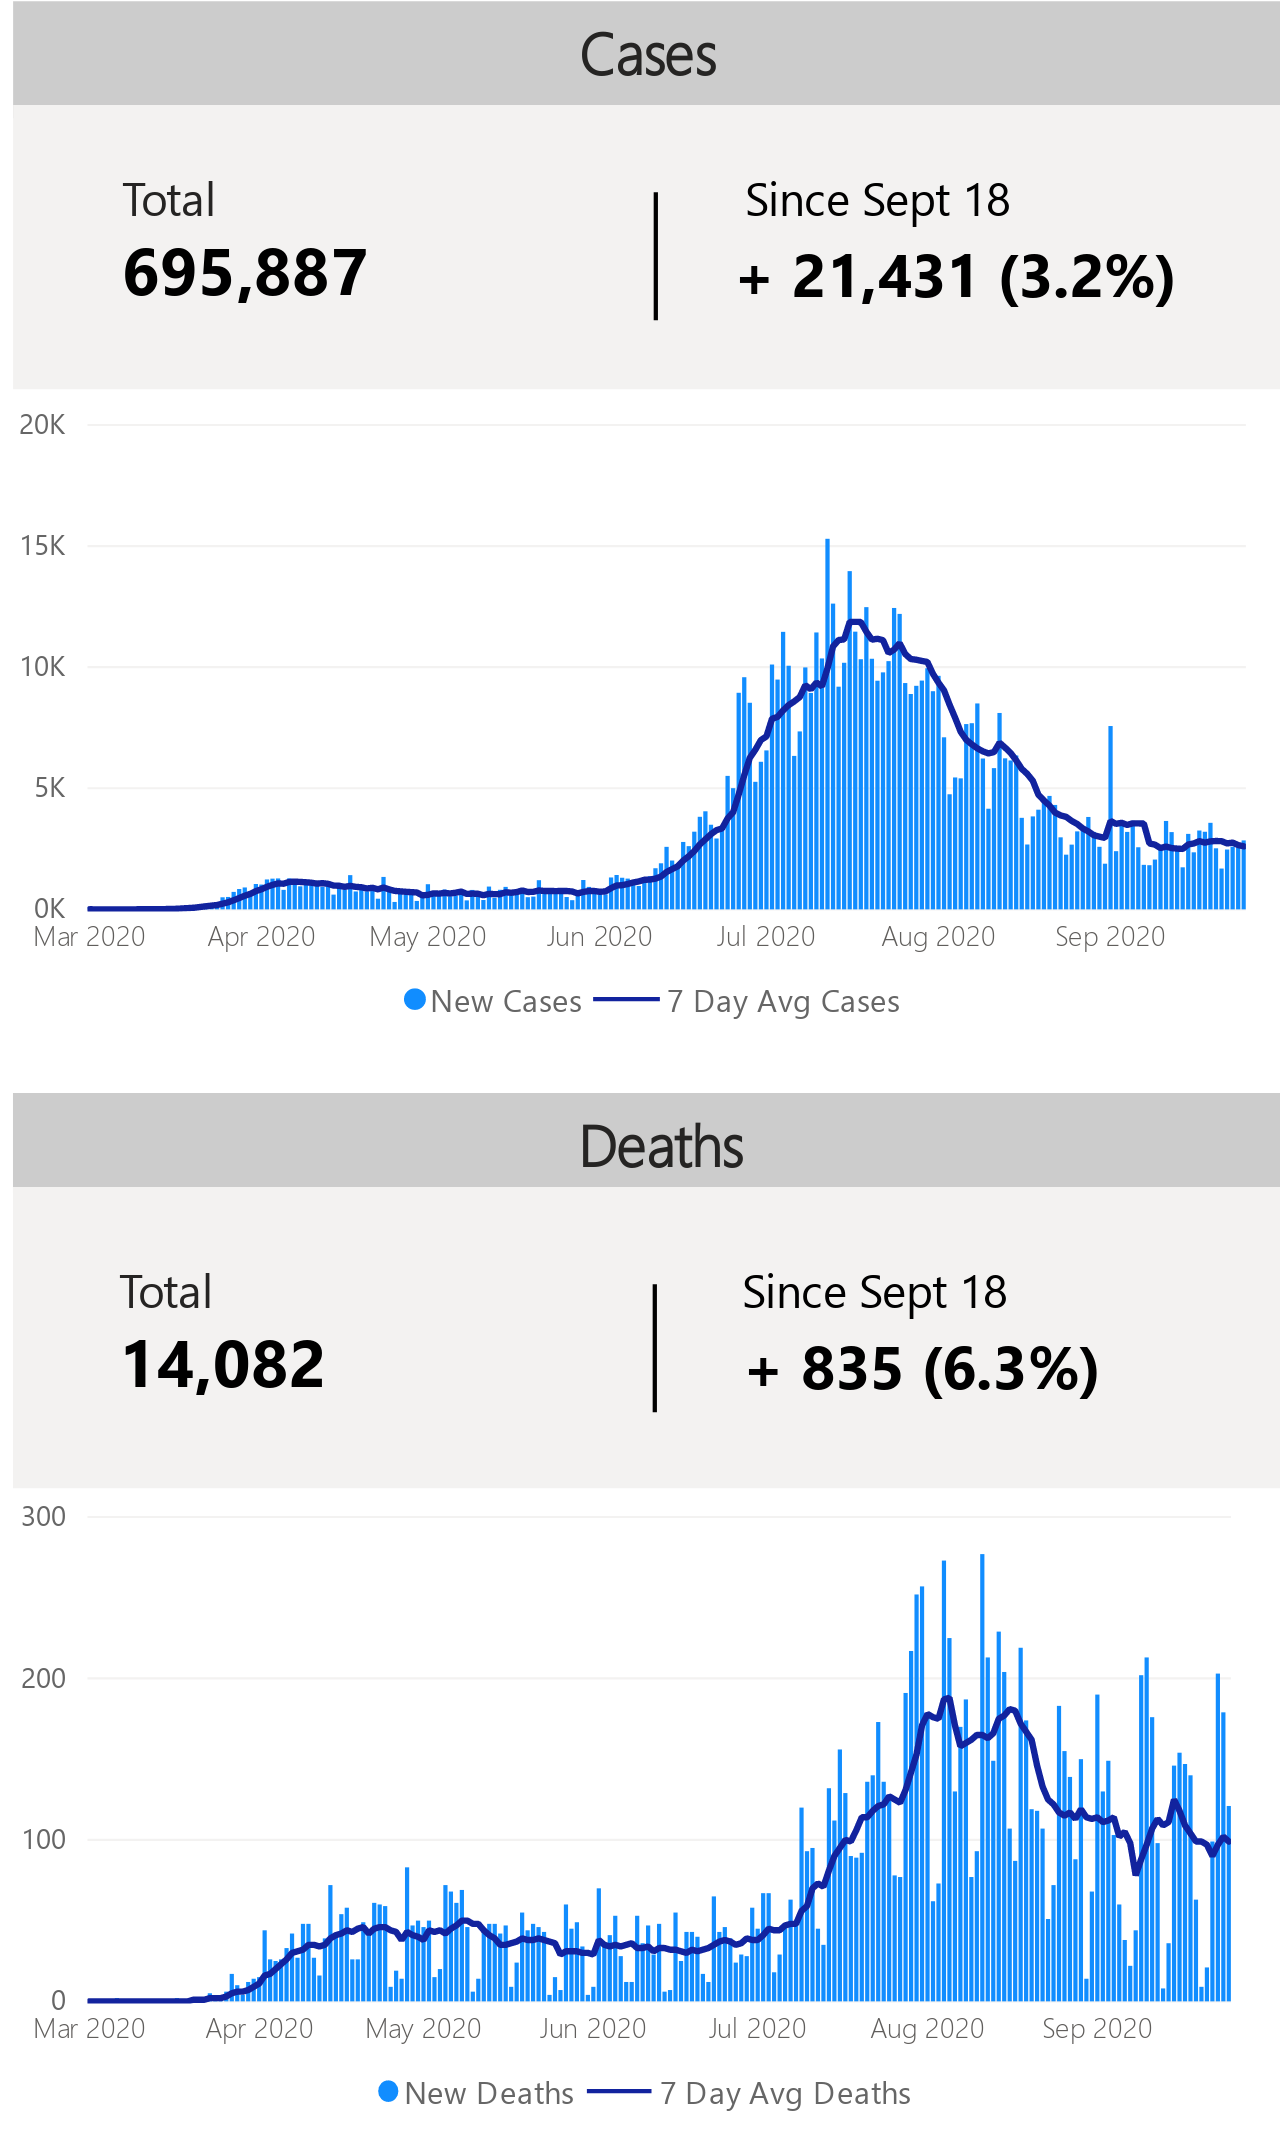 Cases
Total
Since Sept 18
695,887
+ 21,431 (3.2%)
20K
15K
10K
5K
0K
Mar 2020 Apr 2020 May 2020 Jun 2020 Jul 2020 Aug 2020 Sep 2020
New Cases 7 Day Avg Cases
Deaths
Total
Since Sept 18
14,082
+ 835 (6.3%)
300
200
100
0
Mar 2020 Apr 2020 May 2020 Jun 2020 Jul 2020 Aug 2020 Sep 2020
New Deaths 7 Day Avg Deaths